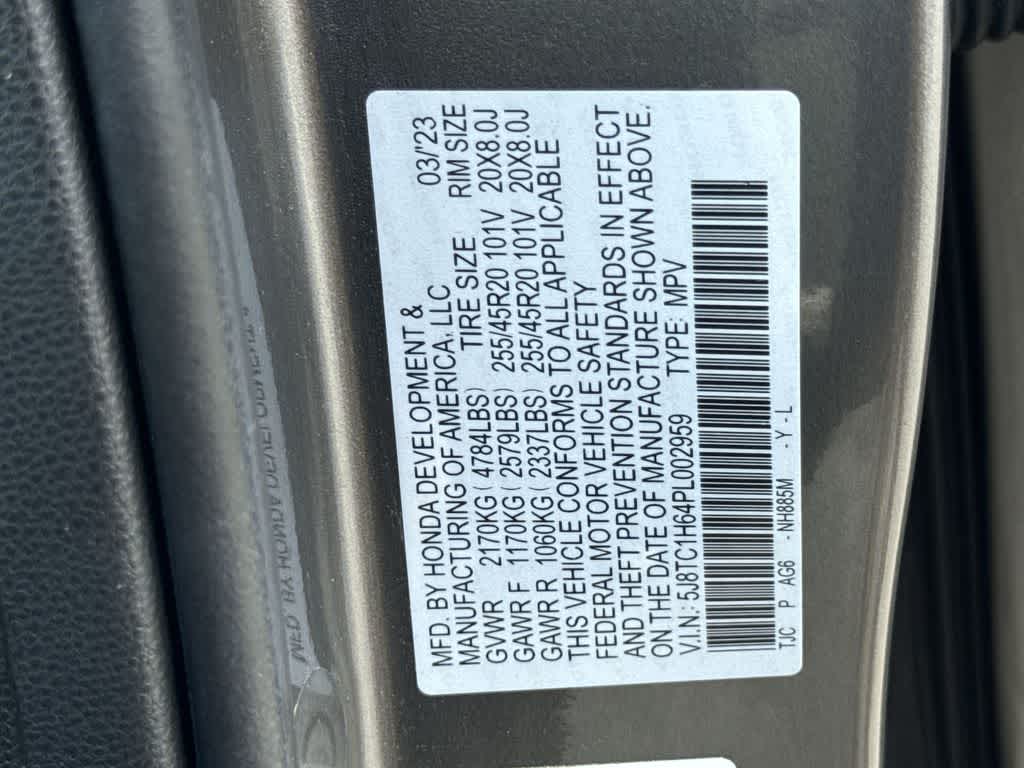 MFD. BY HONDA DEVELOPMENT & 03/'23
MANUFACTURING OF AMERICA, LLC
TIRE SIZE RIM SIZE
GVWR 2170KG (4784LBS)
GAWR F 1170KG (2579LBS) 255/45R20 101V 20X8.0J
GAWR R 1060KG (2337LBS) 255/45R20 101V 20X8.0J
THIS VEHICLE CONFORMS TO ALL APPLICABLE
FEDERAL MOTOR VEHICLE SAFETY
AND THEFT PREVENTION STANDARDS IN EFFECT
ON THE DATE OF MANUFACTURE SHOWN ABOVE.
V.I.N.: 5J8TC1H64PL002959 TYPE: MPV
TJC P AG6 - NH885M - Y - L